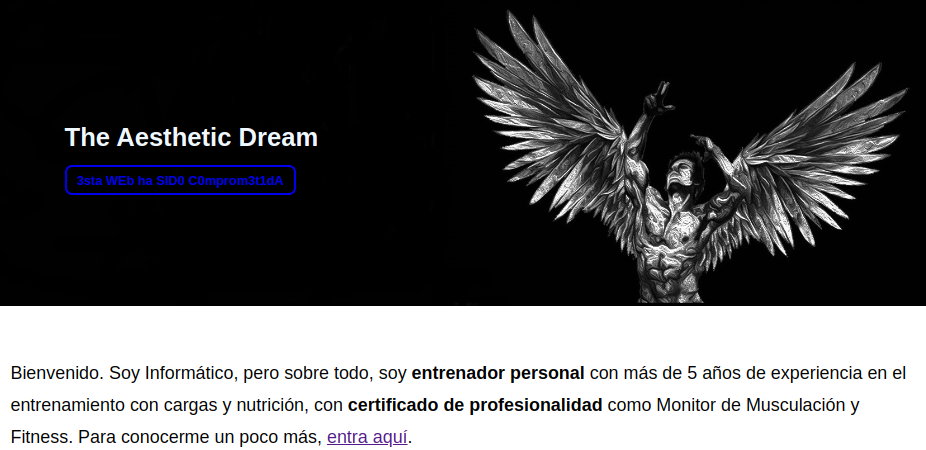 The Aesthetic Dream
3sta WEb ha SID0 C0mprom3t1dA
Bienvenido. Soy Informático, pero sobre todo, soy entrenador personal con más de 5 años de experiencia en el
entrenamiento con cargas y nutrición, con certificado de profesionalidad como Monitor de Musculación y
Fitness. Para conocerme un poco más, entra aquí.